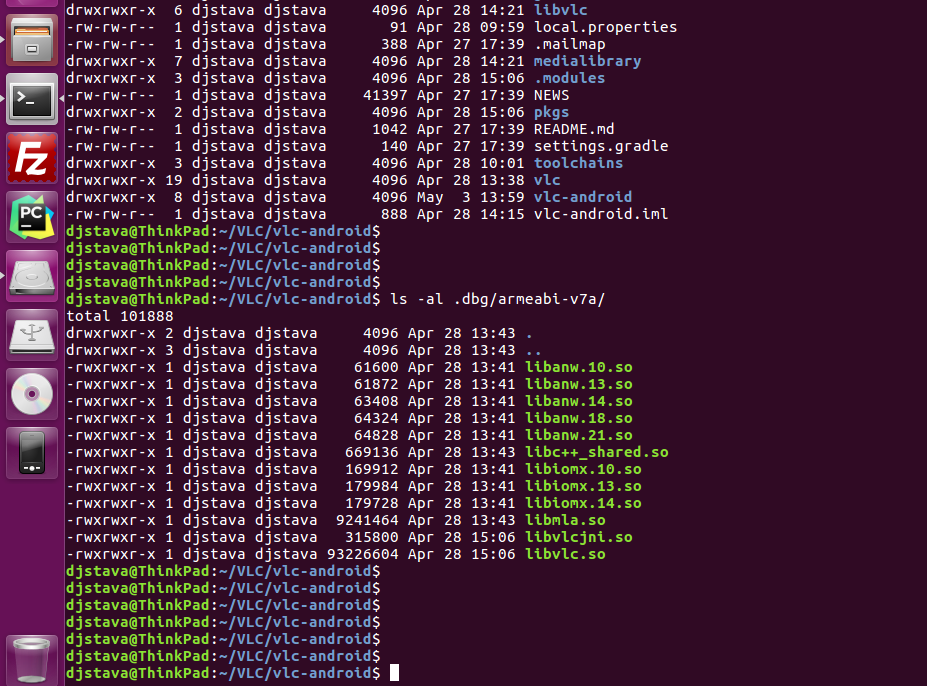 drwxrwxr-x  6 djstava djstava     4096 Apr 28 14:21 libvlc
-rw-rw-r--  1 djstava djstava       91 Apr 28 09:59 local.properties
-rw-rw-r--  1 djstava djstava      388 Apr 27 17:39 .mailmap
drwxrwxr-x  7 djstava djstava     4096 Apr 28 14:21 medialibrary
drwxrwxr-x  3 djstava djstava     4096 Apr 28 15:06 .modules
-rw-rw-r--  1 djstava djstava    41397 Apr 27 17:39 NEWS
drwxrwxr-x  2 djstava djstava     4096 Apr 28 15:06 pkgs
-rw-rw-r--  1 djstava djstava     1042 Apr 27 17:39 README.md
-rw-rw-r--  1 djstava djstava      140 Apr 27 17:39 settings.gradle
drwxrwxr-x  3 djstava djstava     4096 Apr 28 10:01 toolchains
drwxrwxr-x 19 djstava djstava     4096 Apr 28 13:38 vlc
drwxrwxr-x  8 djstava djstava     4096 May  3 13:59 vlc-android
-rw-rw-r--  1 djstava djstava      888 Apr 28 14:15 vlc-android.iml
djstava@ThinkPad:~/VLC/vlc-android$
djstava@ThinkPad:~/VLC/vlc-android$
djstava@ThinkPad:~/VLC/vlc-android$
djstava@ThinkPad:~/VLC/vlc-android$
djstava@ThinkPad:~/VLC/vlc-android$ ls -al .dbg/armeabi-v7a/
total 101888
drwxrwxr-x 2 djstava djstava     4096 Apr 28 13:43 .
drwxrwxr-x 3 djstava djstava     4096 Apr 28 13:43 ..
-rwxrwxr-x 1 djstava djstava    61600 Apr 28 13:41 libanw.10.so
-rwxrwxr-x 1 djstava djstava    61872 Apr 28 13:41 libanw.13.so
-rwxrwxr-x 1 djstava djstava    63408 Apr 28 13:41 libanw.14.so
-rwxrwxr-x 1 djstava djstava    64324 Apr 28 13:41 libanw.18.so
-rwxrwxr-x 1 djstava djstava    64828 Apr 28 13:41 libanw.21.so
-rwxrwxr-x 1 djstava djstava   669136 Apr 28 13:43 libc++_shared.so
-rwxrwxr-x 1 djstava djstava   169912 Apr 28 13:41 libiomx.10.so
-rwxrwxr-x 1 djstava djstava   179984 Apr 28 13:41 libiomx.13.so
-rwxrwxr-x 1 djstava djstava   179728 Apr 28 13:41 libiomx.14.so
-rwxrwxr-x 1 djstava djstava  9241464 Apr 28 13:43 libmla.so
-rwxrwxr-x 1 djstava djstava   315800 Apr 28 15:06 libvlcjni.so
-rwxrwxr-x 1 djstava djstava 93226604 Apr 28 15:06 libvlc.so
djstava@ThinkPad:~/VLC/vlc-android$
djstava@ThinkPad:~/VLC/vlc-android$
djstava@ThinkPad:~/VLC/vlc-android$
djstava@ThinkPad:~/VLC/vlc-android$
djstava@ThinkPad:~/VLC/vlc-android$
djstava@ThinkPad:~/VLC/vlc-android$
djstava@ThinkPad:~/VLC/vlc-android$
>_
FZ
PC